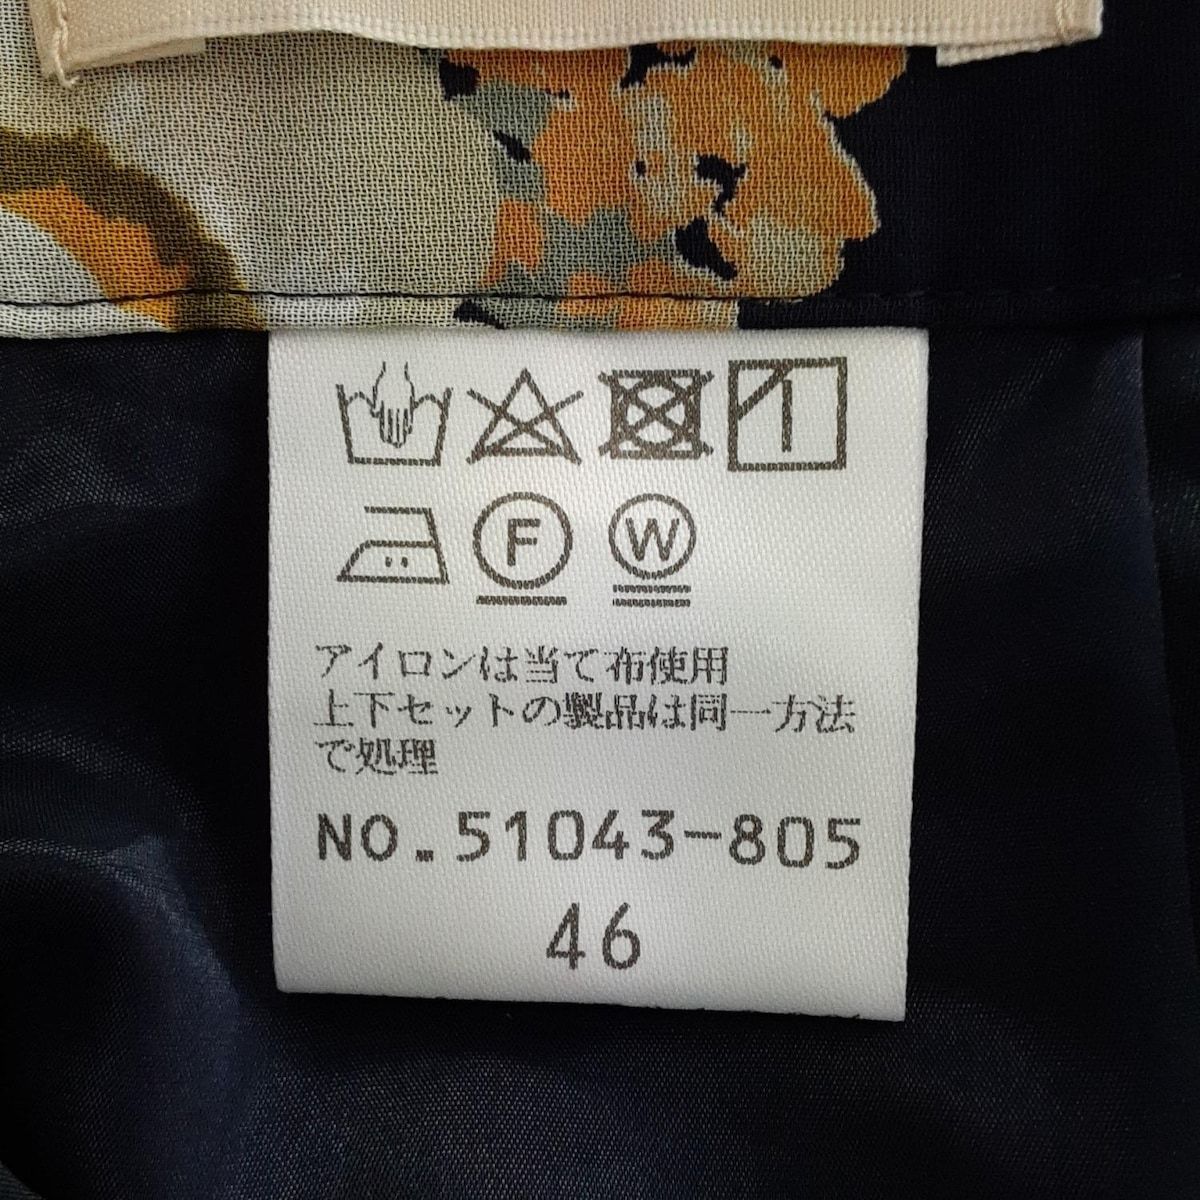 F W
アイロンは当て布使用
上下セットの製品は同一方法
で処理
NO.51043-805
46